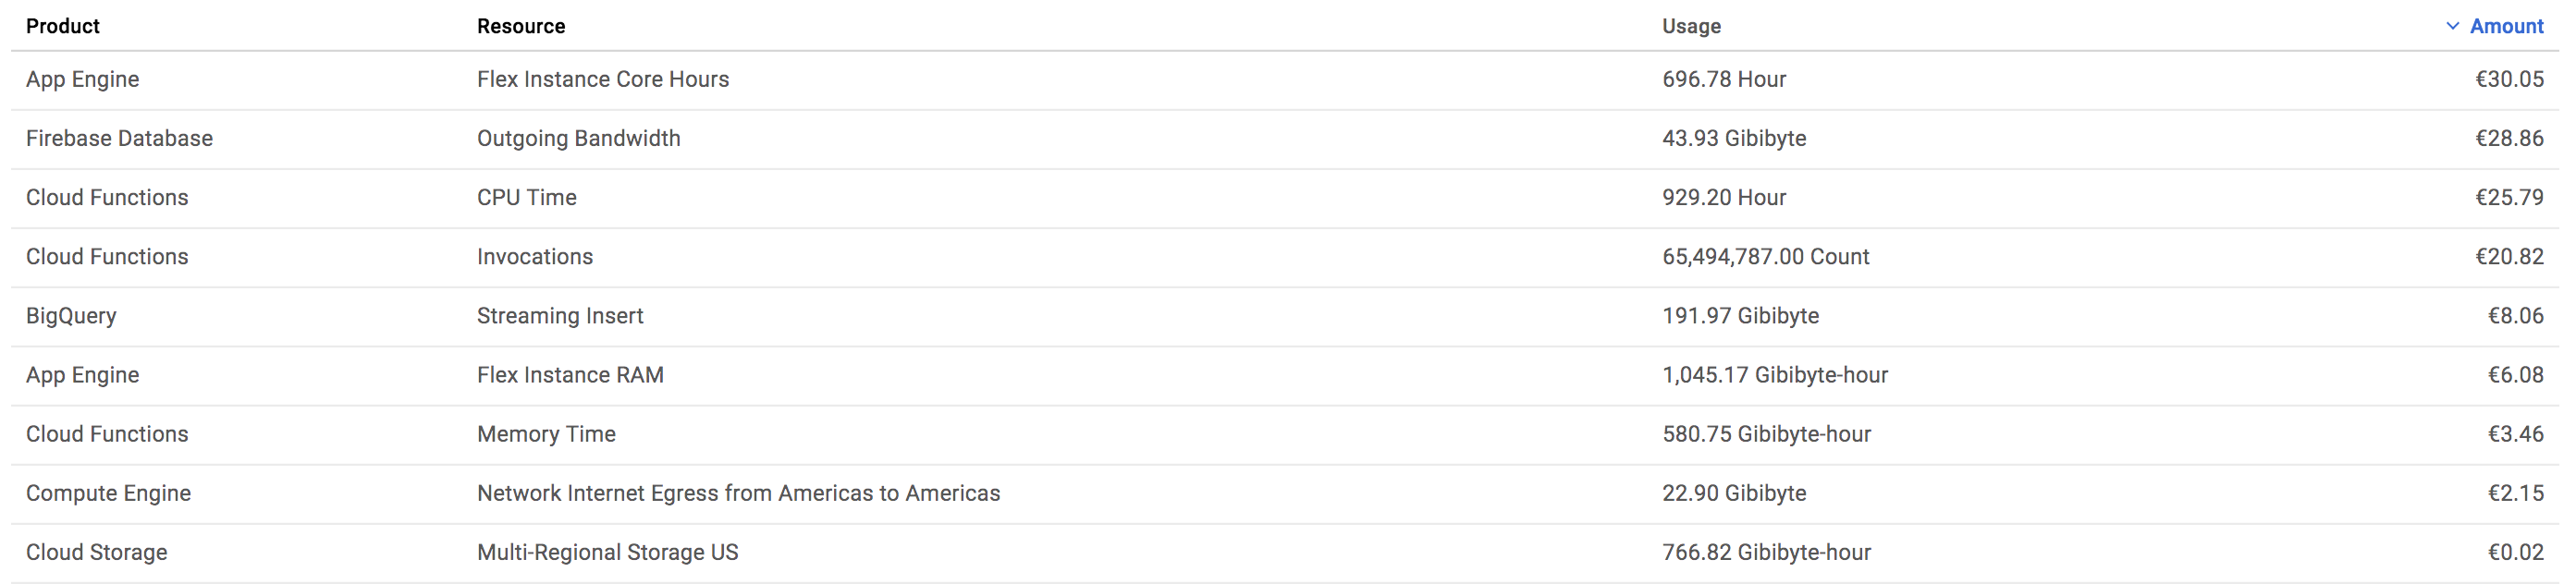 Product Resource Usage Amount
App Engine Flex Instance Core Hours 696.78 Hour €30.05
Firebase Database Outgoing Bandwidth 43.93 Gibibyte €28.86
Cloud Functions CPU Time 929.20 Hour €25.79
Cloud Functions Invocations 65,494,787.00 Count €20.82
BigQuery Streaming Insert 191.97 Gibibyte €8.06
App Engine Flex Instance RAM 1,045.17 Gibibyte-hour €6.08
Cloud Functions Memory Time 580.75 Gibibyte-hour €3.46
Compute Engine Network Internet Egress from Americas to Americas 22.90 Gibibyte €2.15
Cloud Storage Multi-Regional Storage US 766.82 Gibibyte-hour €0.02